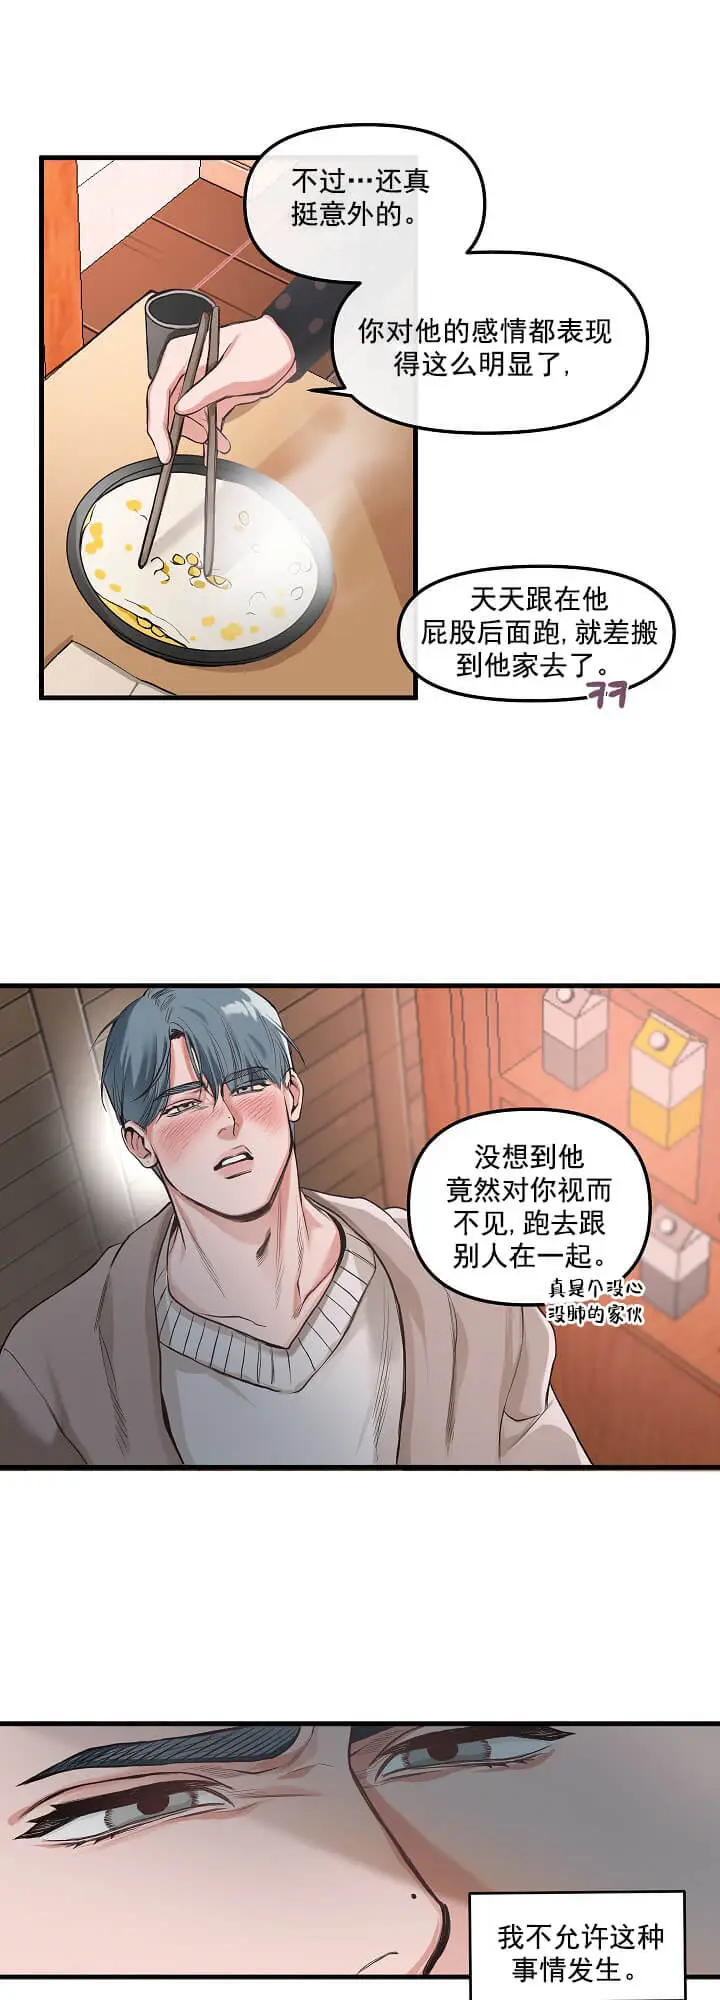 不过…还真
挺意外的。
你对他的感情都表现
得这么明显了,
天天跟在他
屁股后面跑,就差搬
到他家去了。
ㅋㅋ
没想到他
竟然对你视而
不见,跑去跟
别人在一起。
真是个没心
没肺的家伙
我不允许这种
事情发生。